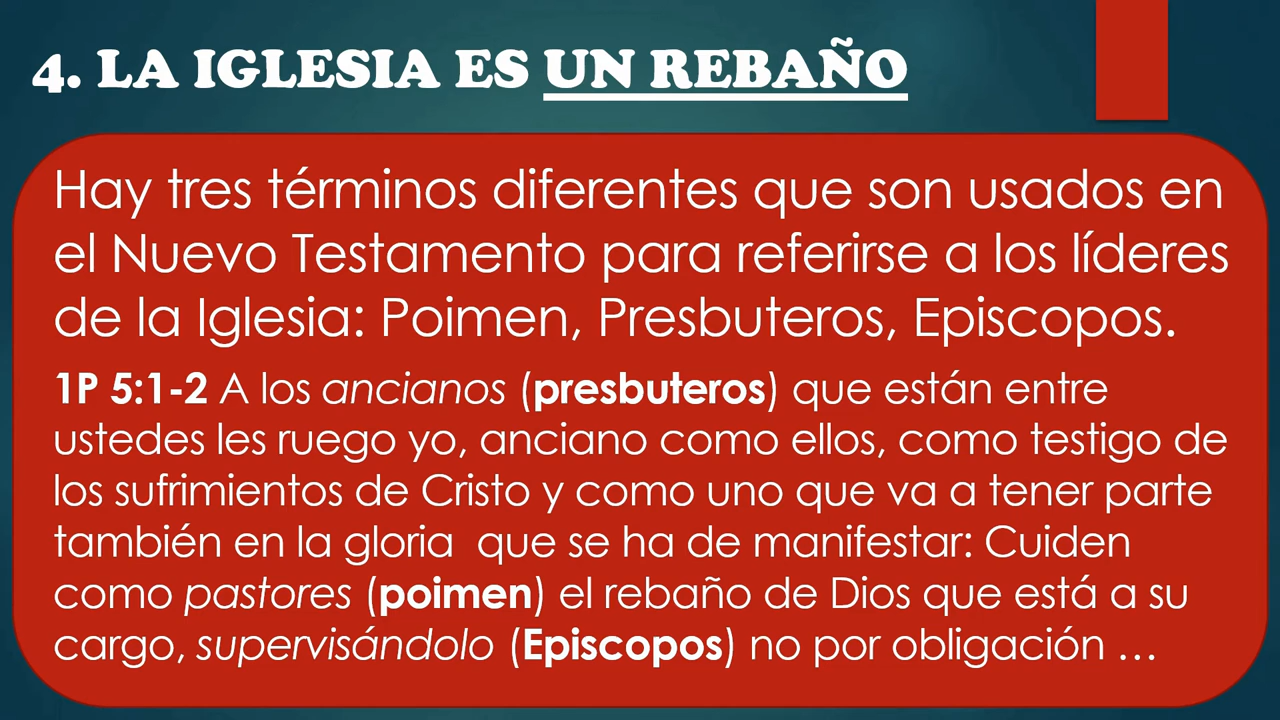 4. LA IGLESIA ES UN REBAÑO
Hay tres términos diferentes que son usados en
el Nuevo Testamento para referirse a los líderes
de la Iglesia: Poimen, Presbuteros, Episcopos.
1P 5:1-2 A los ancianos (presbuteros) que están entre
ustedes les ruego yo, anciano como ellos, como testigo de
los sufrimientos de Cristo y como uno que va a tener parte
también en la gloria  que se ha de manifestar: Cuiden
como pastores (poimen) el rebaño de Dios que está a su
cargo, supervisándolo (Episcopos) no por obligación …